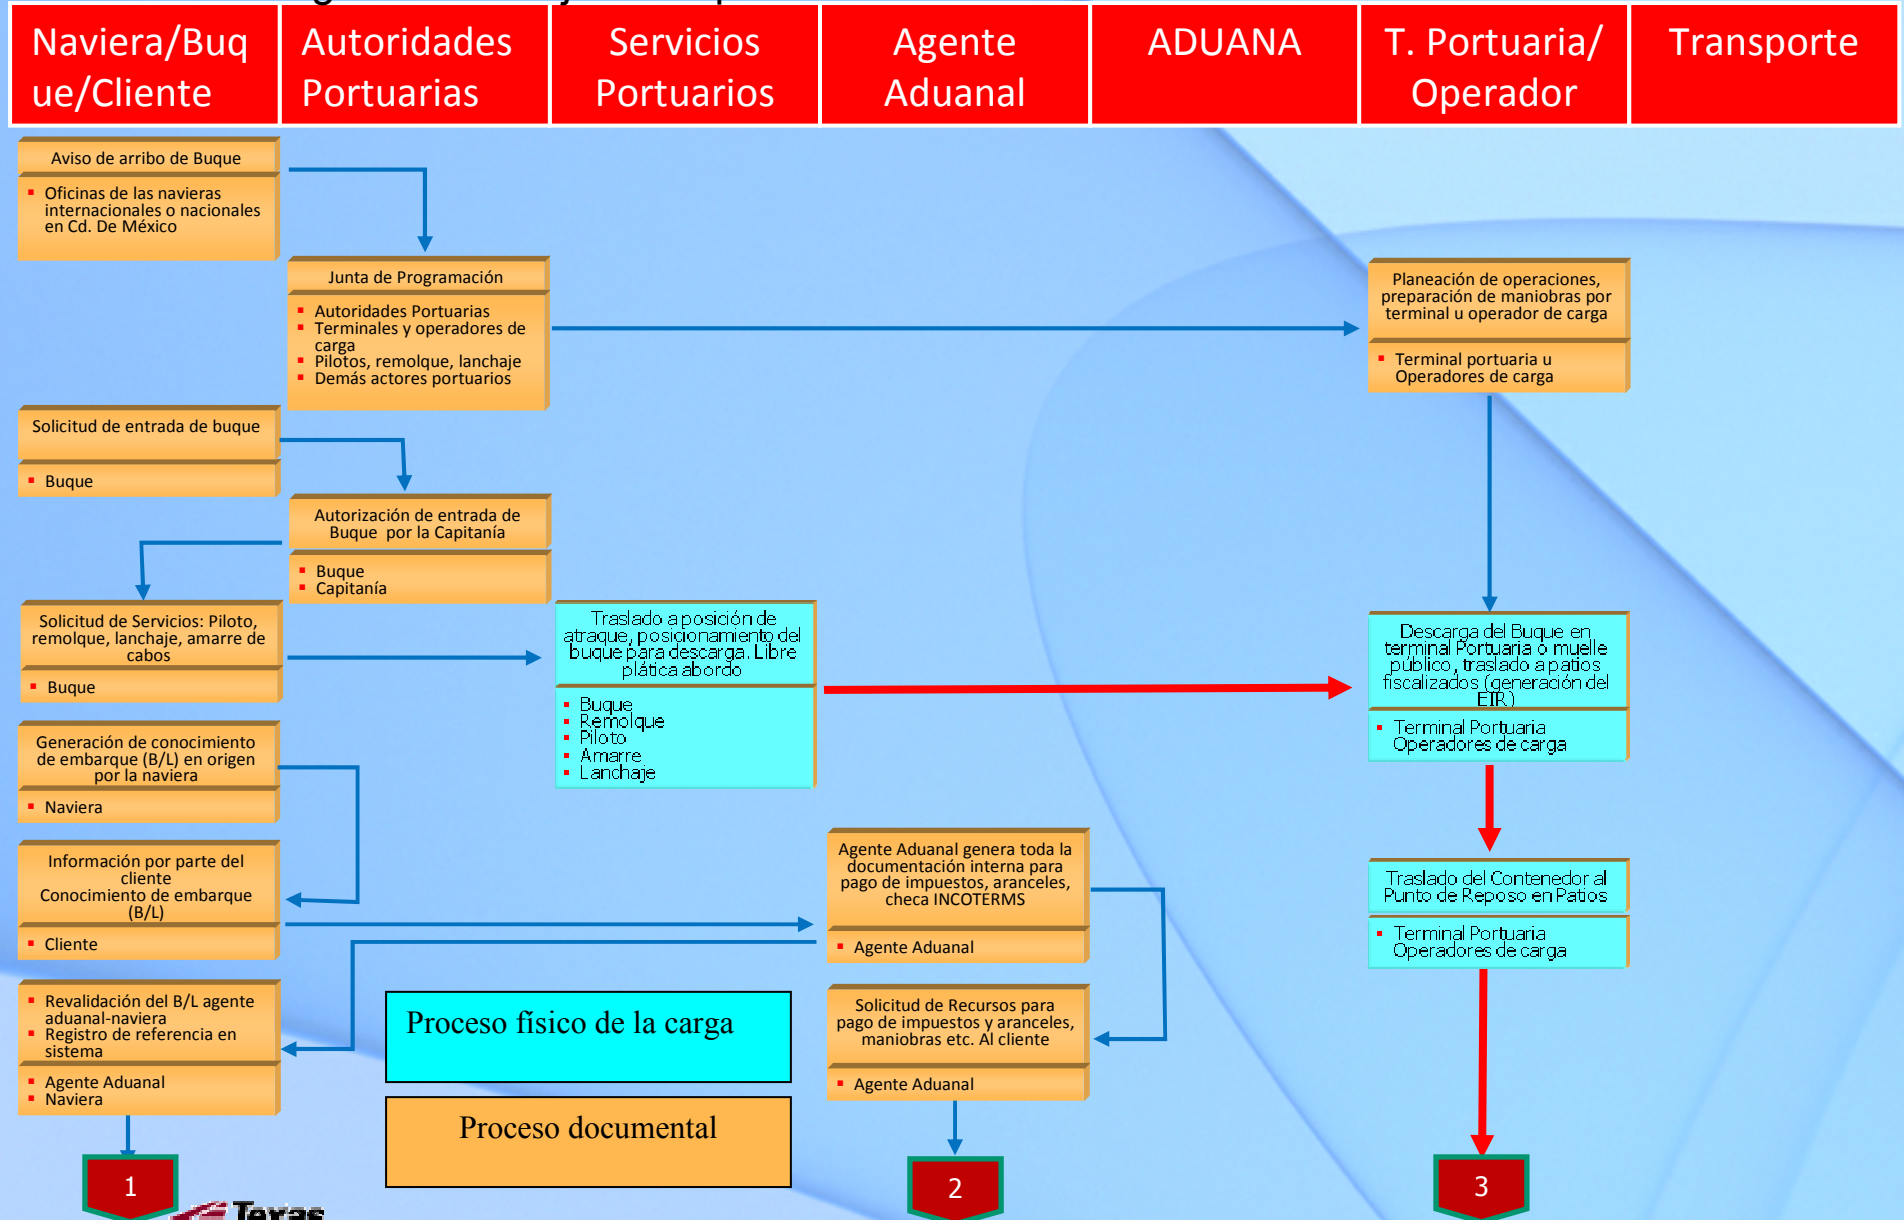 Naviera/Buq
ue/Cliente
Autoridades
Portuarias
Servicios
Portuarios
Agente
Aduanal
ADUANA
T. Portuaria/
Operador
Transporte
Aviso de arribo de Buque
Oficinas de las navieras
internacionales o nacionales
en Cd. De México
Junta de Programación
Autoridades Portuarias
Terminales y operadores de
carga
Pilotos, remolque, lanchaje
Demás actores portuarios
Planeación de operaciones,
preparación de maniobras por
terminal u operador de carga
Terminal portuaria u
Operadores de carga
Solicitud de entrada de buque
Buque
Autorización de entrada de
Buque por la Capitanía
Buque
Capitanía
Solicitud de Servicios: Piloto,
remolque, lanchaje, amarre de
cabos
Buque
Traslado a posición de
atraque, posicionamiento del
buque para descarga. Libre
plática abordo
Buque
Remolque
Piloto
Amarre
Lanchaje
Descarga del Buque en
terminal Portuaria o muelle
público, traslado a patios
fiscalizados (generación del
EIR)
Terminal Portuaria
Operadores de carga
Generación de conocimiento
de embarque (B/L) en origen
por la naviera
Naviera
Información por parte del
cliente
Conocimiento de embarque
(B/L)
Cliente
Agente Aduanal genera toda la
documentación interna para
pago de impuestos, aranceles,
checa INCOTERMS
Agente Aduanal
Traslado del Contenedor al
Punto de Reposo en Patios
Terminal Portuaria
Operadores de carga
Revalidación del B/L agente
aduanal-naviera
Registro de referencia en
sistema
Agente Aduanal
Naviera
Proceso físico de la carga
Proceso documental
Solicitud de Recursos para
pago de impuestos y aranceles,
maniobras etc. Al cliente
Agente Aduanal
1
2
3
Texas